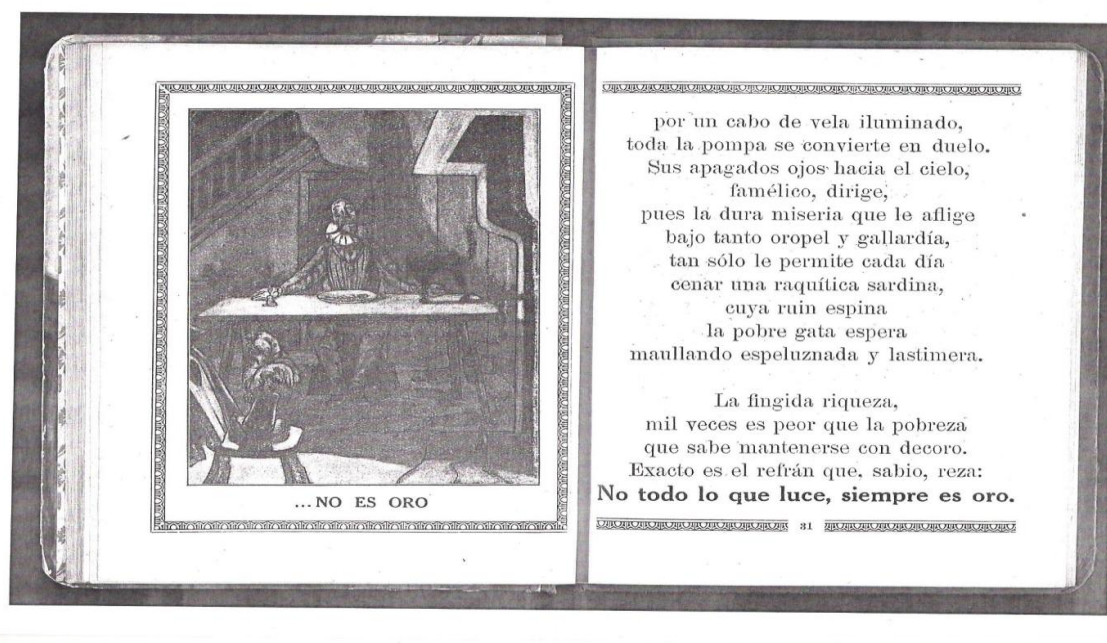 ...NO ES ORO
por un cabo de vela iluminado,
toda la pompa se convierte en duelo.
Sus apagados ojos hacia el cielo,
famélico, dirige,
pues la dura miseria que le aflige
bajo tanto oropel y gallardía,
tan sólo le permite cada día
cenar una raquítica sardina,
cuya ruin espina
la pobre gata espera
maullando espeluznada y lastimera.
La fingida riqueza,
mil veces es peor que la pobreza
que sabe mantenerse con decoro.
Exacto es el refrán que, sabio, reza:
No todo lo que luce, siempre es oro.
31